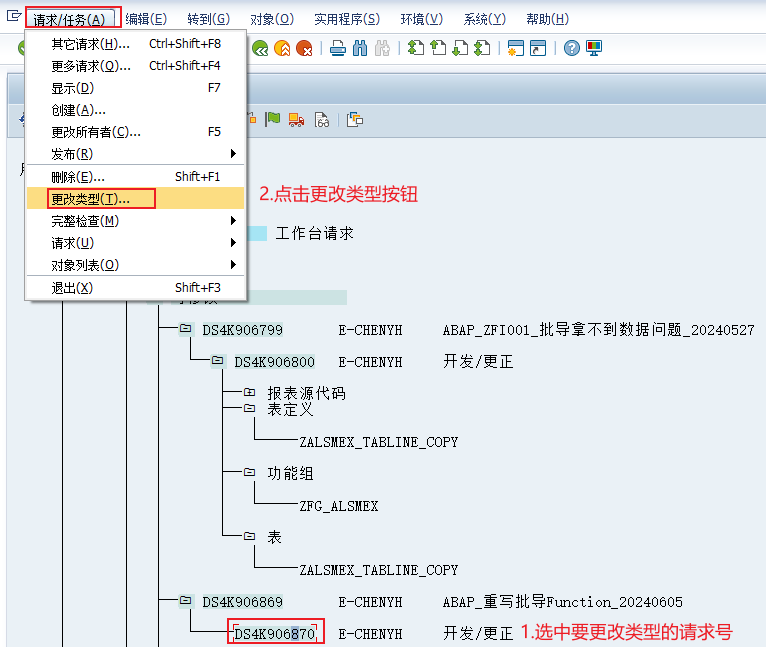 请求/任务(A) 编辑(E) 转到(G) 对象(O) 实用程序(S) 环境(V) 系统(Y) 帮助(H)
其它请求(H)... Ctrl+Shift+F8
更多请求(Q)... Ctrl+Shift+F4
显示(D) F7
创建(A)...
更改所有者(C)... F5
发布(R)
删除(E)... Shift+F1
更改类型(T)...
2.点击更改类型按钮
完整检查(M)
工作台请求
请求(U)
对象列表(O)
退出(X) Shift+F3
DS4K906799 E-CHENYH ABAP_ZFI001_批导拿不到数据问题_20240527
DS4K906800 E-CHENYH 开发/更正
报表源代码
表定义
ZALSMEX_TABLINE_COPY
功能组
ZFG_ALSMEX
表
ZALSMEX_TABLINE_COPY
DS4K906869 E-CHENYH ABAP_重写批导Function_20240605
DS4K906870 E-CHENYH 开发/更正 1.选中要更改类型的请求号